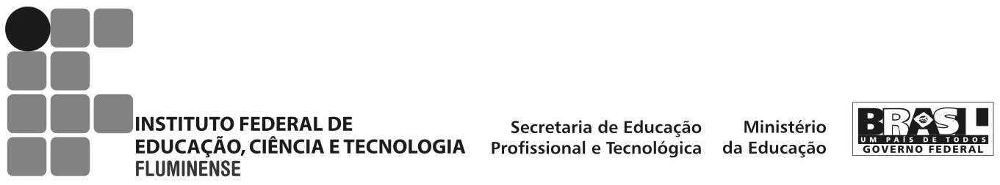 INSTITUTO FEDERAL DE
EDUCAÇÃO, CIÊNCIA E TECNOLOGIA
FLUMINENSE
Secretaria de Educação
Profissional e Tecnológica
Ministério
da Educação
BRASIL
UM PAÍS DE TODOS
GOVERNO FEDERAL